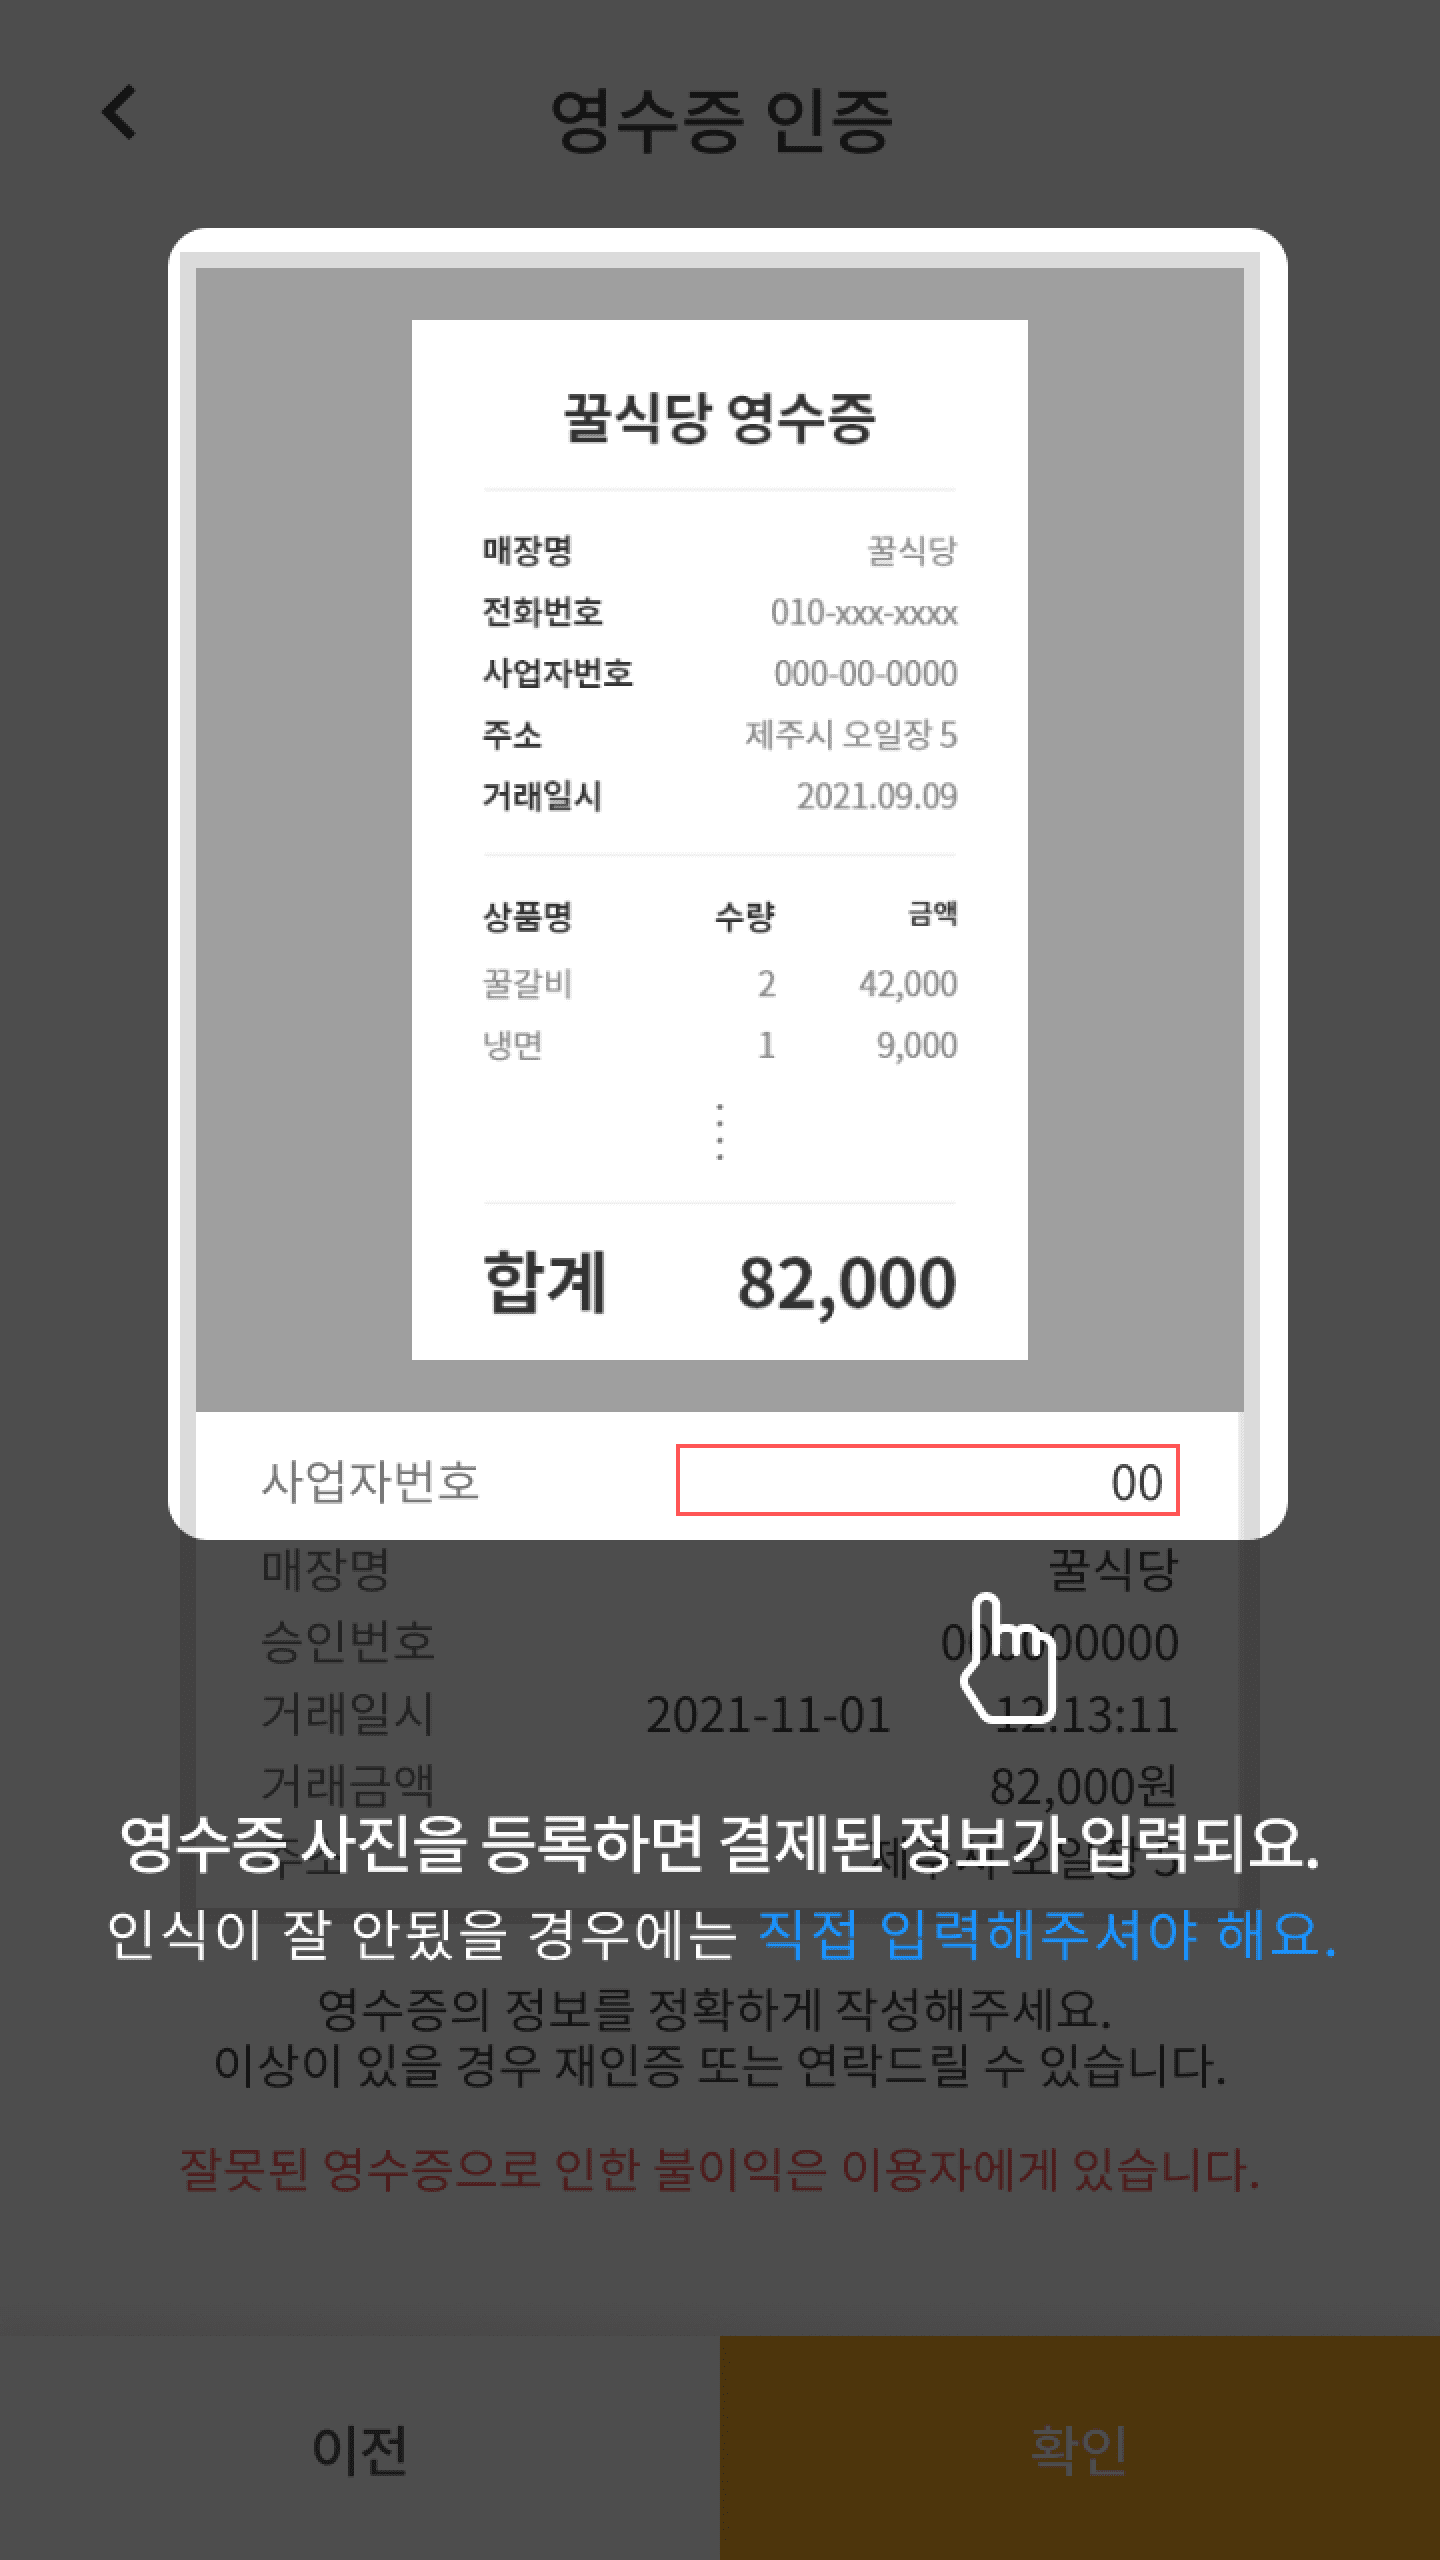 영수증 인증
꿀식당 영수증
매장명 꿀식당
전화번호 010-xxx-xxxx
사업자번호 000-00-0000
주소 제주시 오일장 5
거래일시 2021.09.09
상품명 수량 금액
꿀갈비 2 42,000
냉면 1 9,000
합계 82,000
사업자번호 00
매장명 꿀식당
승인번호 000000000
거래일시 2021-11-01 12:13:11
거래금액 82,000원
주소 제주시 오일장 5
영수증 사진을 등록하면 결제된 정보가 입력되요.
인식이 잘 안됬을 경우에는 직접 입력해주셔야 해요.
영수증의 정보를 정확하게 작성해주세요.
이상이 있을 경우 재인증 또는 연락드릴 수 있습니다.
잘못된 영수증으로 인한 불이익은 이용자에게 있습니다.
이전 확인